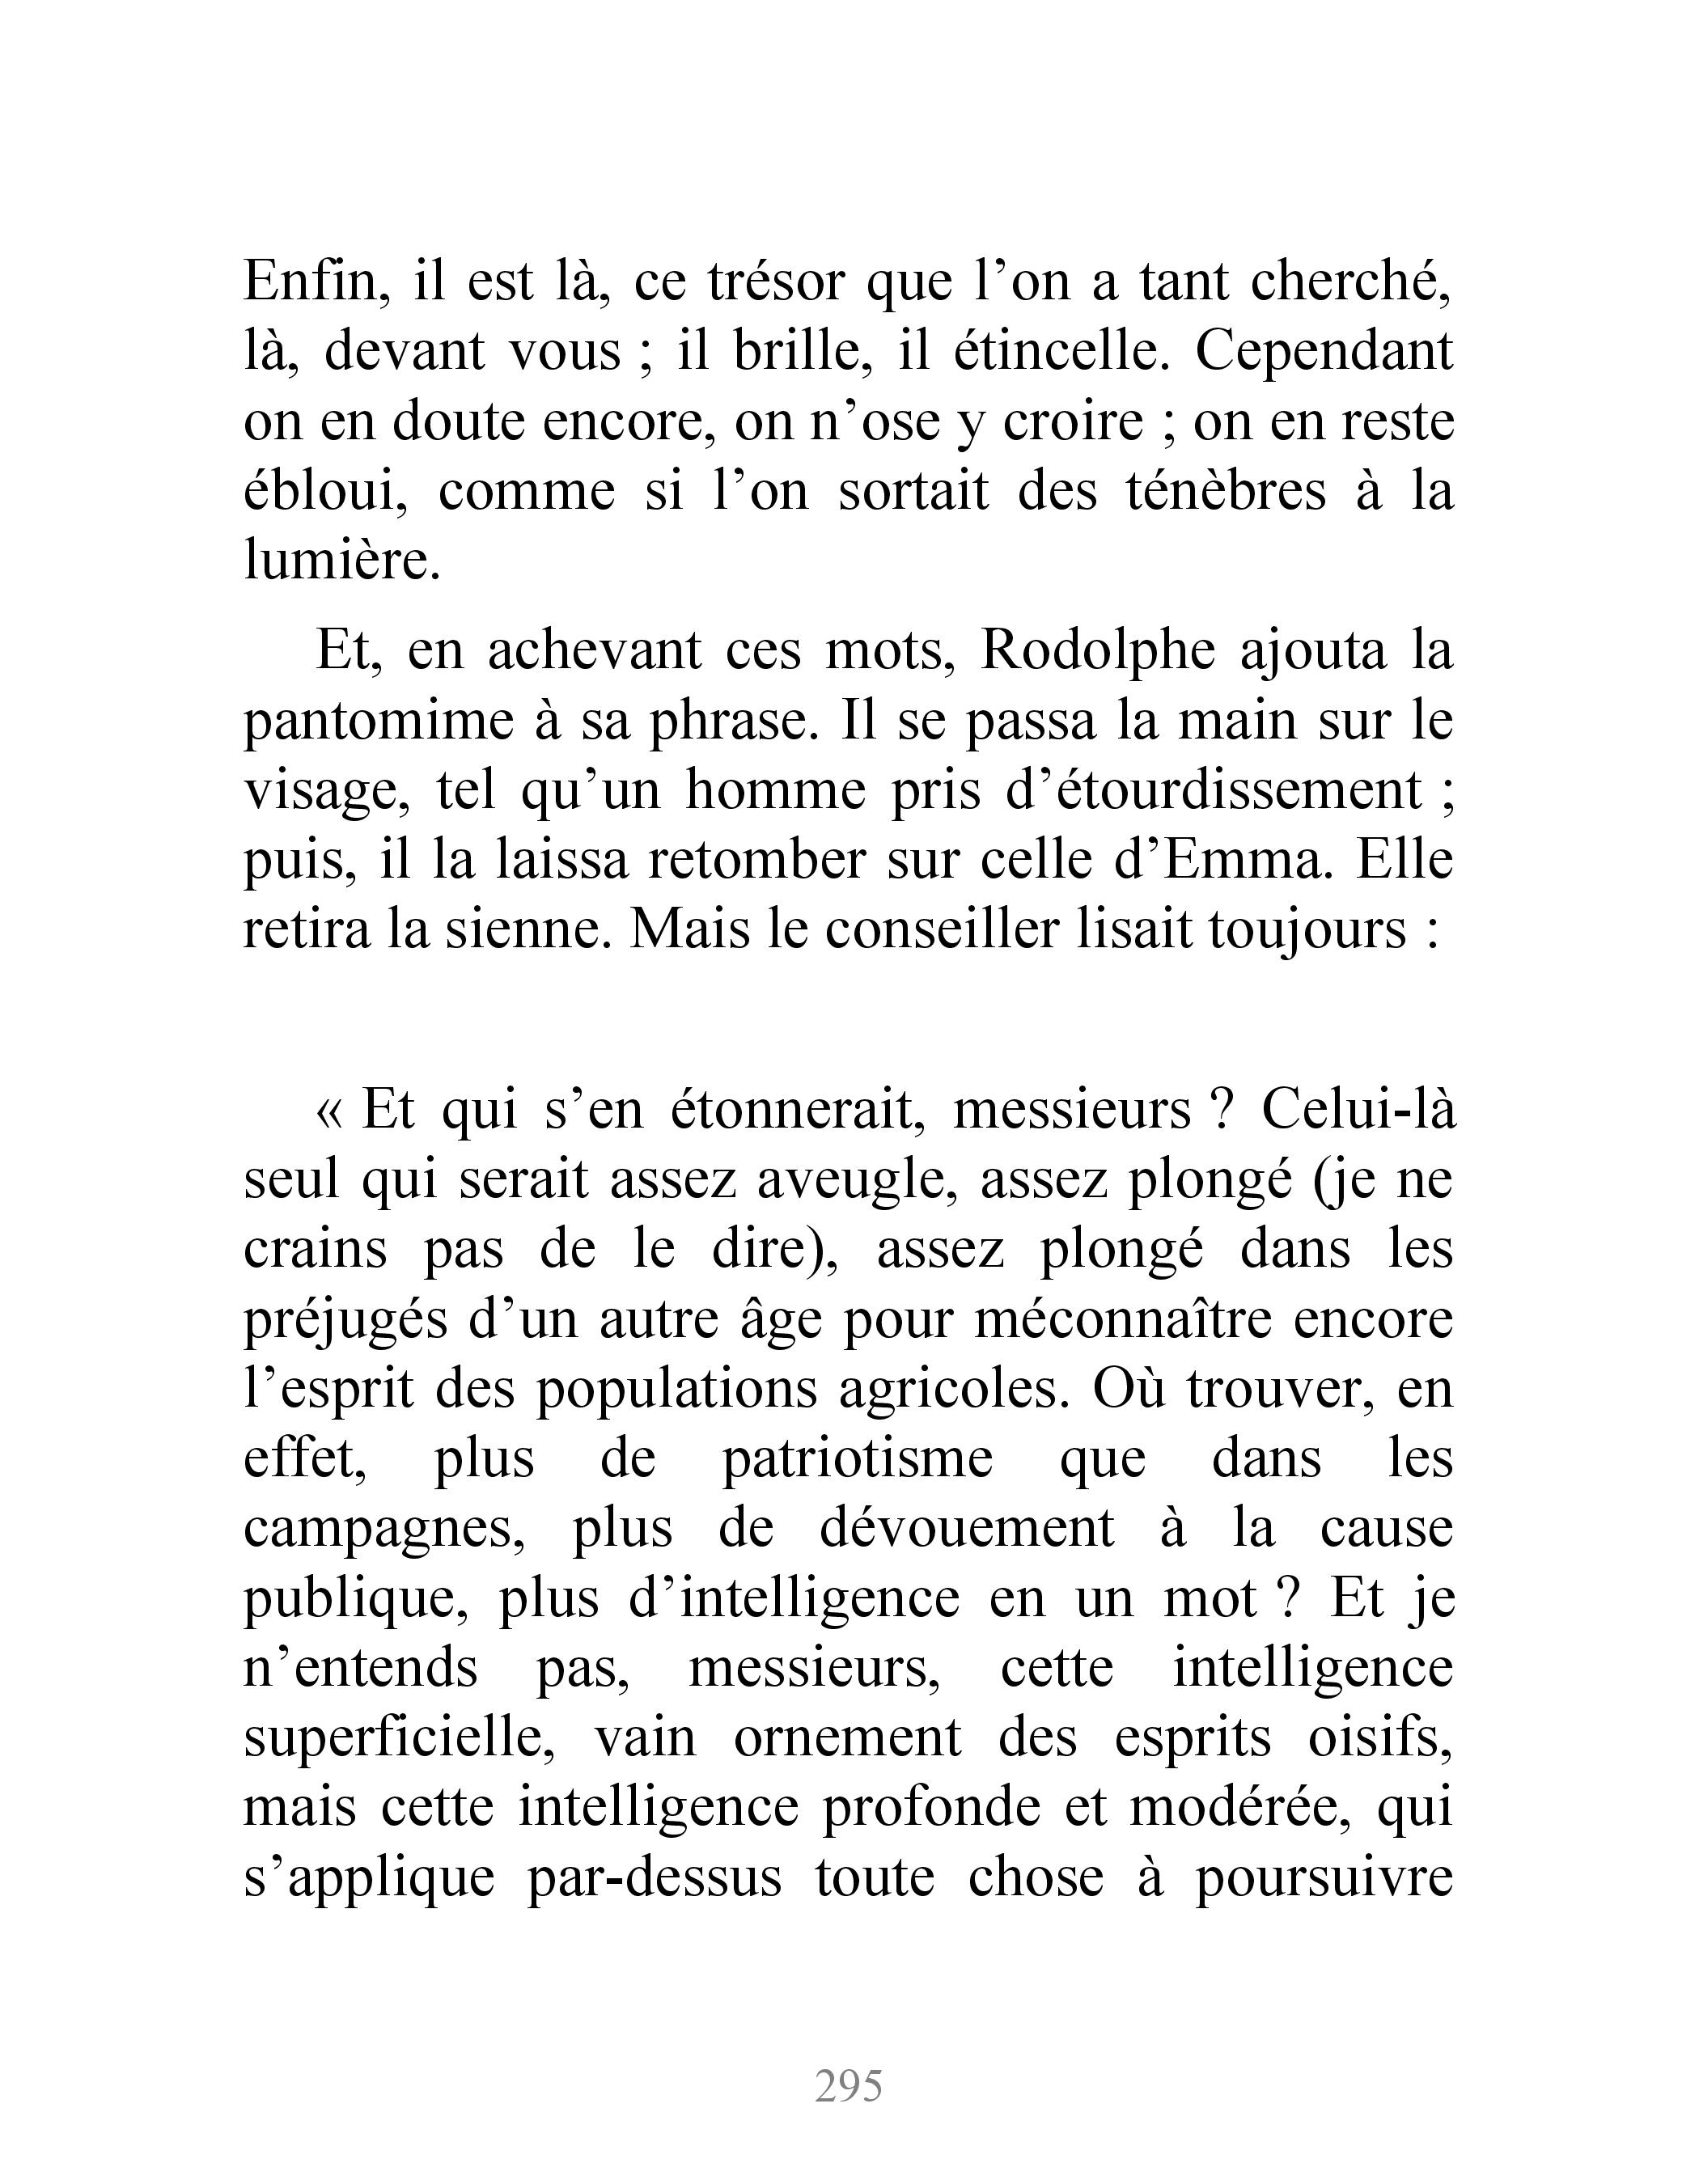 Enfin, il est là, ce trésor que l’on a tant cherché,
là, devant vous ; il brille, il étincelle. Cependant
on en doute encore, on n’ose y croire ; on en reste
ébloui, comme si l’on sortait des ténèbres à la
lumière.
Et, en achevant ces mots, Rodolphe ajouta la
pantomime à sa phrase. Il se passa la main sur le
visage, tel qu’un homme pris d’étourdissement ;
puis, il la laissa retomber sur celle d’Emma. Elle
retira la sienne. Mais le conseiller lisait toujours :
« Et qui s’en étonnerait, messieurs ? Celui-là
seul qui serait assez aveugle, assez plongé (je ne
crains pas de le dire), assez plongé dans les
préjugés d’un autre âge pour méconnaître encore
l’esprit des populations agricoles. Où trouver, en
effet, plus de patriotisme que dans les
campagnes, plus de dévouement à la cause
publique, plus d’intelligence en un mot ? Et je
n’entends pas, messieurs, cette intelligence
superficielle, vain ornement des esprits oisifs,
mais cette intelligence profonde et modérée, qui
s’applique par-dessus toute chose à poursuivre
295